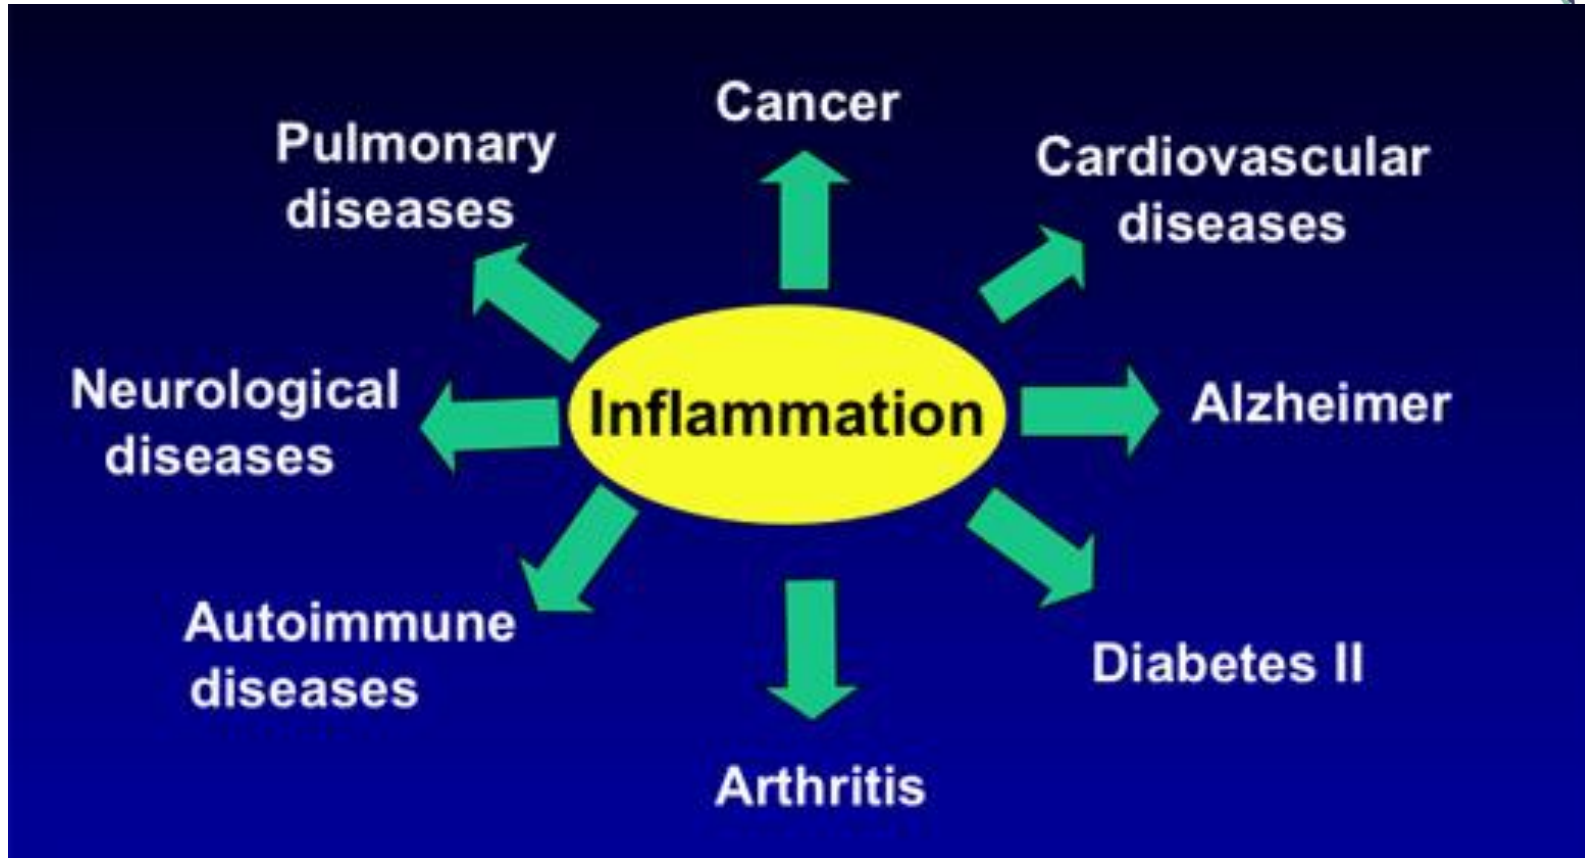 Cancer
Pulmonary
diseases
Cardiovascular
diseases
Neurological
diseases
Inflammation
Alzheimer
Autoimmune
diseases
Diabetes II
Arthritis